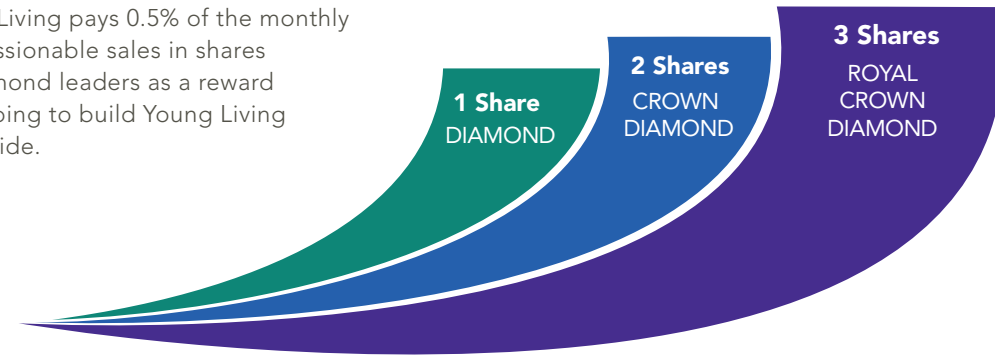 Living pays 0.5% of the monthly
ssionable sales in shares
mond leaders as a reward
ping to build Young Living
ide.
1 Share
DIAMOND
2 Shares
CROWN
DIAMOND
3 Shares
ROYAL
CROWN
DIAMOND